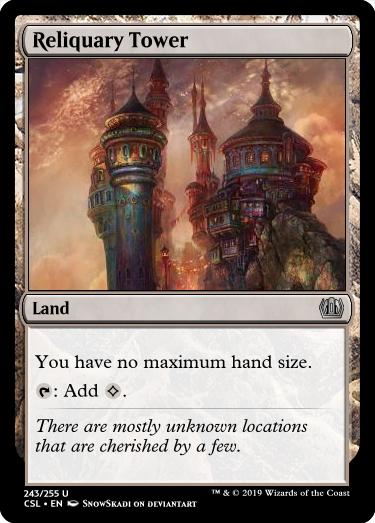 Reliquary Tower
Land
You have no maximum hand size.
: Add .
There are mostly unknown locations
that are cherished by a few.
243/255 U
CSL • EN SnowSkadi on deviantart
™ & © 2019 Wizards of the Coast